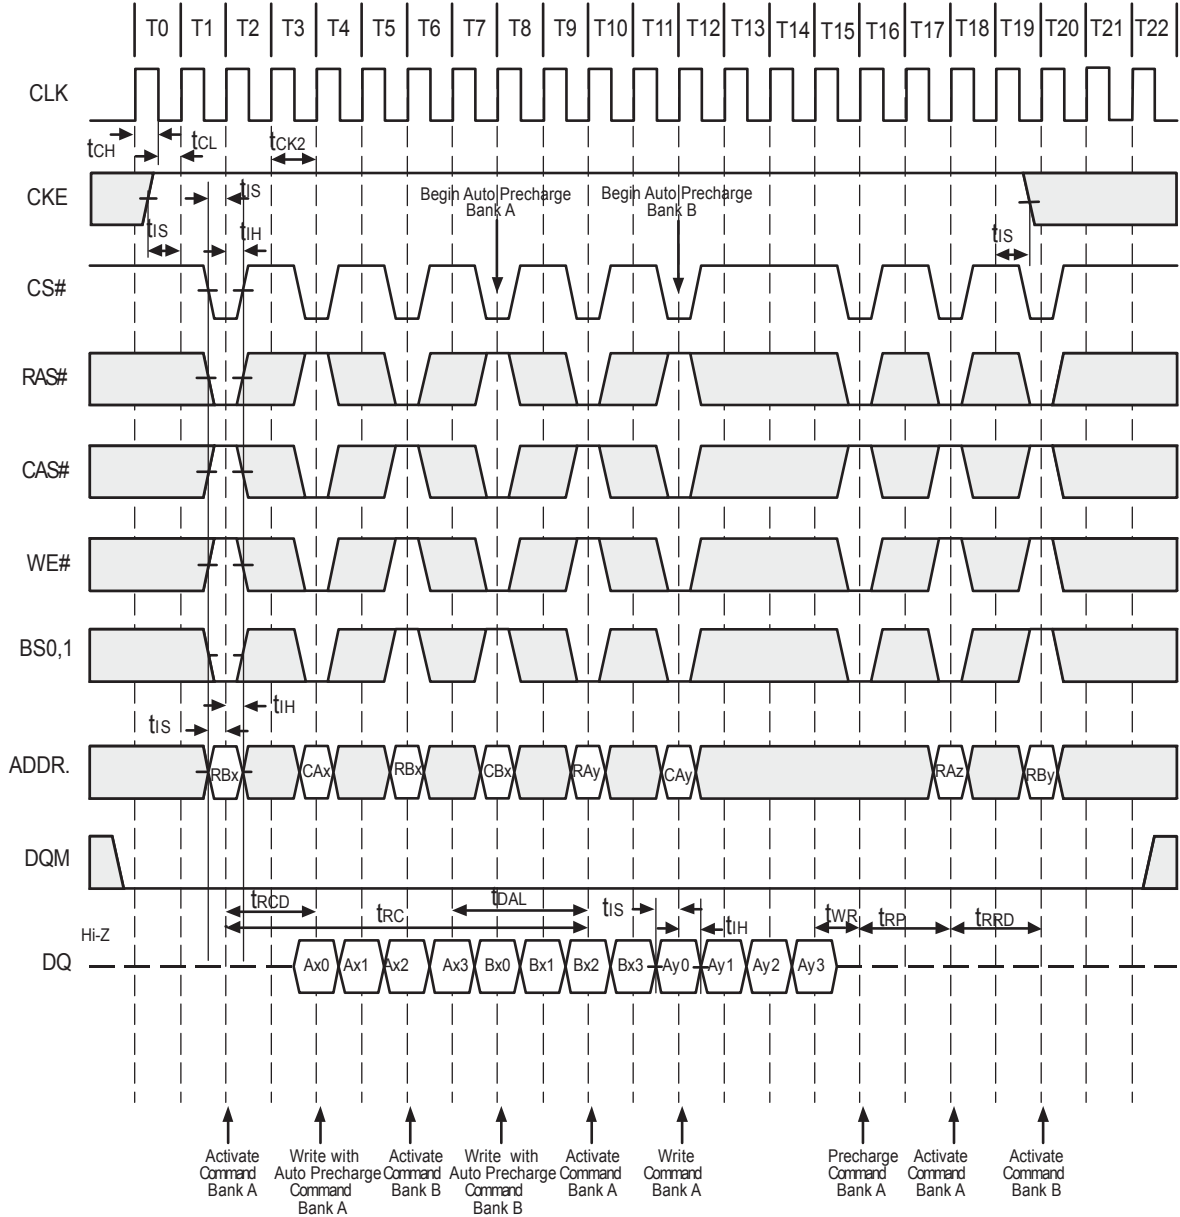 T0 T1 T2 T3 T4 T5 T6 T7 T8 T9 T10 T11 T12 T13 T14 T15 T16 T17 T18 T19 T20 T21 T22
CLK
tCH tCL tCK2
CKE
tIS
Begin Auto Precharge
Bank A
Begin Auto Precharge
Bank B
tIS tIH tIS
CS#
RAS#
CAS#
WE#
BS0,1
tIH
tIS
ADDR.
RBx CAx RBx CBx RAy CAy RAz RBy
DQM
tRCD tRC tDAL tIS tIH tWR tRP tRRD
Hi-Z
DQ
Ax0 Ax1 Ax2 Ax3 Bx0 Bx1 Bx2 Bx3 Ay0 Ay1 Ay2 Ay3
Activate
Command
Bank A
Write with
Auto Precharge
Command
Bank A
Activate
Command
Bank B
Write with
Auto Precharge
Command
Bank B
Activate
Command
Bank A
Write
Command
Bank A
Precharge
Command
Bank A
Activate
Command
Bank A
Activate
Command
Bank B